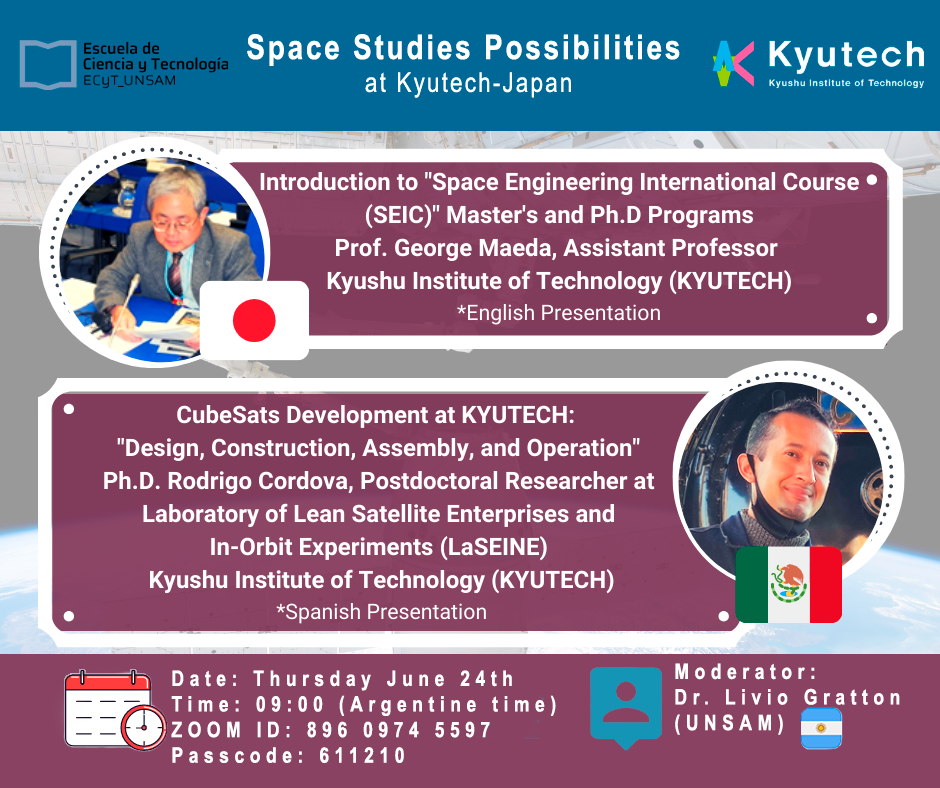 Escuela de
Ciencia y Tecnología
ECyT_UNSAM
Space Studies Possibilities
at Kyutech-Japan
Kyutech
Kyushu Institute of Technology
Introduction to "Space Engineering International Course
(SEIC)" Master's and Ph.D Programs
Prof. George Maeda, Assistant Professor
Kyushu Institute of Technology (KYUTECH)
*English Presentation
CubeSats Development at KYUTECH:
"Design, Construction, Assembly, and Operation"
Ph.D. Rodrigo Cordova, Postdoctoral Researcher at
Laboratory of Lean Satellite Enterprises and
In-Orbit Experiments (LaSEINE)
Kyushu Institute of Technology (KYUTECH)
*Spanish Presentation
Date: Thursday June 24th
Time: 09:00 (Argentine time)
ZOOM ID: 896 0974 5597
Passcode: 611210
Moderator:
Dr. Livio Gratton
(UNSAM)